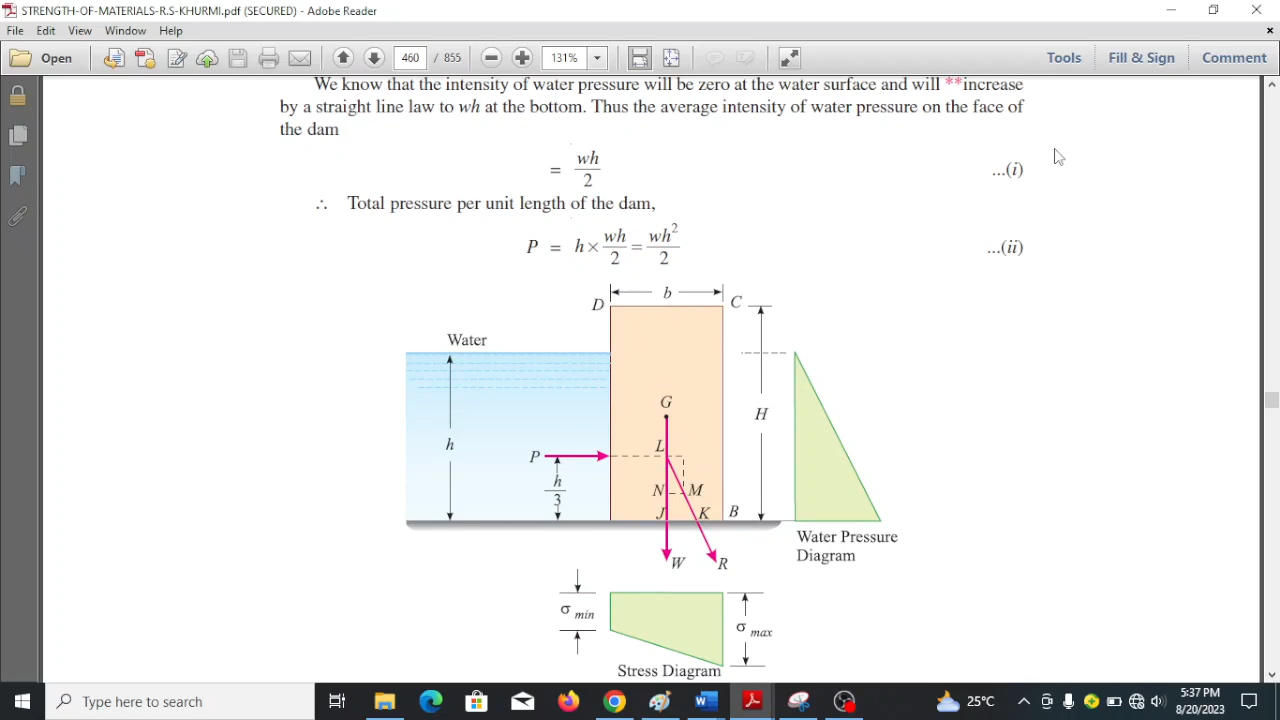 STRENGTH-OF-MATERIALS-R.S-KHURMI.pdf (SECURED) - Adobe Reader
File Edit View Window Help
Open 460 / 855 131% Tools Fill & Sign Comment
We know that the intensity of water pressure will be zero at the water surface and will **increase
by a straight line law to wh at the bottom. Thus the average intensity of water pressure on the face of
the dam
= wh/2 ...(i)
∴ Total pressure per unit length of the dam,
P = h × wh/2 = wh²/2 ...(ii)
D b C
Water
G
h H
L
P
h/3
N M
J K B
Water Pressure
Diagram
W R
σ min
σ max
Stress Diagram
Type here to search
25°C
5:37 PM
8/20/2023